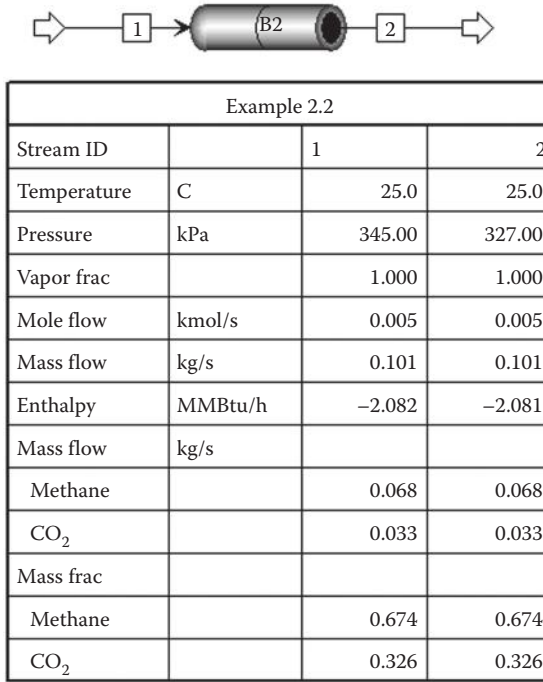 1 B2 2
Example 2.2
Stream ID 1 2
Temperature C 25.0 25.0
Pressure kPa 345.00 327.00
Vapor frac 1.000 1.000
Mole flow kmol/s 0.005 0.005
Mass flow kg/s 0.101 0.101
Enthalpy MMBtu/h –2.082 –2.081
Mass flow kg/s
Methane 0.068 0.068
CO₂ 0.033 0.033
Mass frac
Methane 0.674 0.674
CO₂ 0.326 0.326